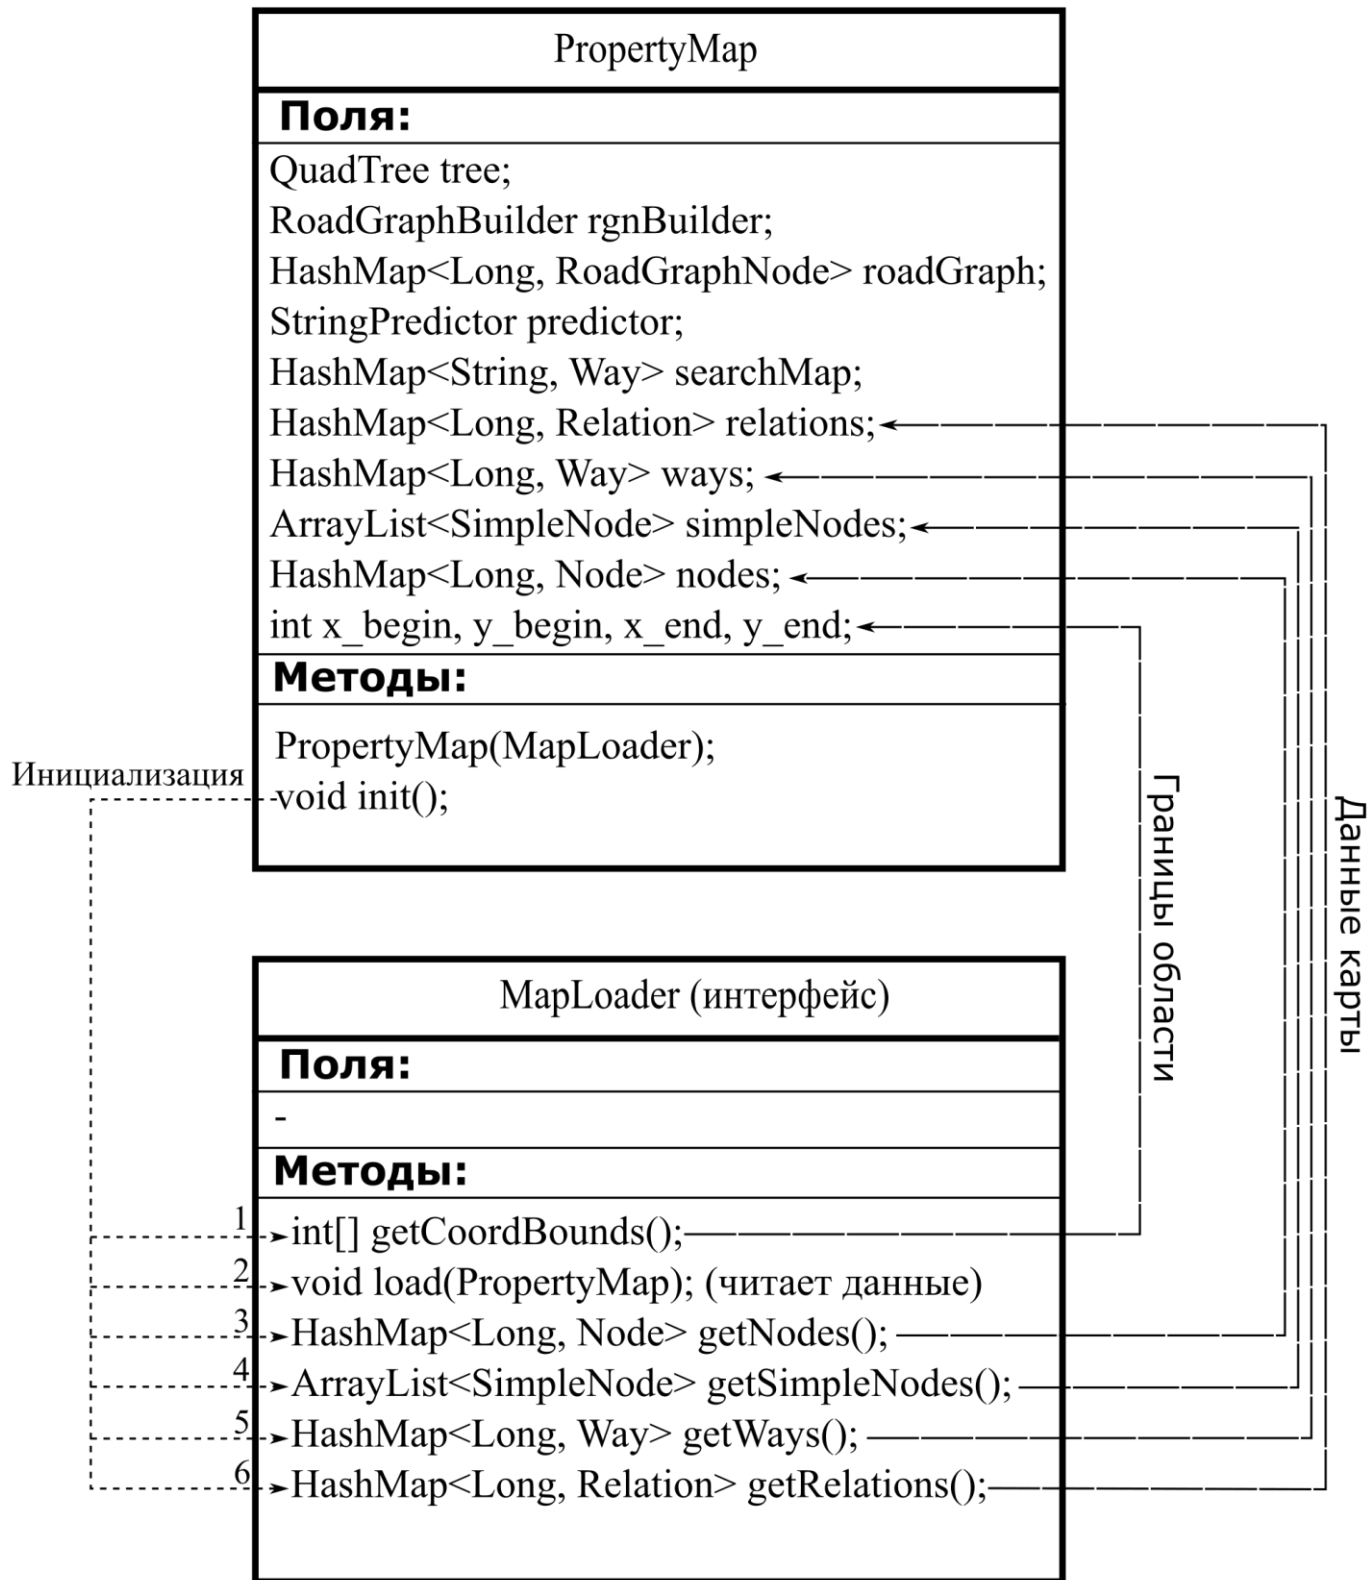 PropertyMap
Поля:
QuadTree tree;
RoadGraphBuilder rgnBuilder;
HashMap<Long, RoadGraphNode> roadGraph;
StringPredictor predictor;
HashMap<String, Way> searchMap;
HashMap<Long, Relation> relations;
HashMap<Long, Way> ways;
ArrayList<SimpleNode> simpleNodes;
HashMap<Long, Node> nodes;
int x_begin, y_begin, x_end, y_end;
Методы:
PropertyMap(MapLoader);
void init();
Инициализация
Границы области
Данные карты
MapLoader (интерфейс)
Поля:
-
Методы:
1 int[] getCoordBounds();
2 void load(PropertyMap); (читает данные)
3 HashMap<Long, Node> getNodes();
4 ArrayList<SimpleNode> getSimpleNodes();
5 HashMap<Long, Way> getWays();
6 HashMap<Long, Relation> getRelations();